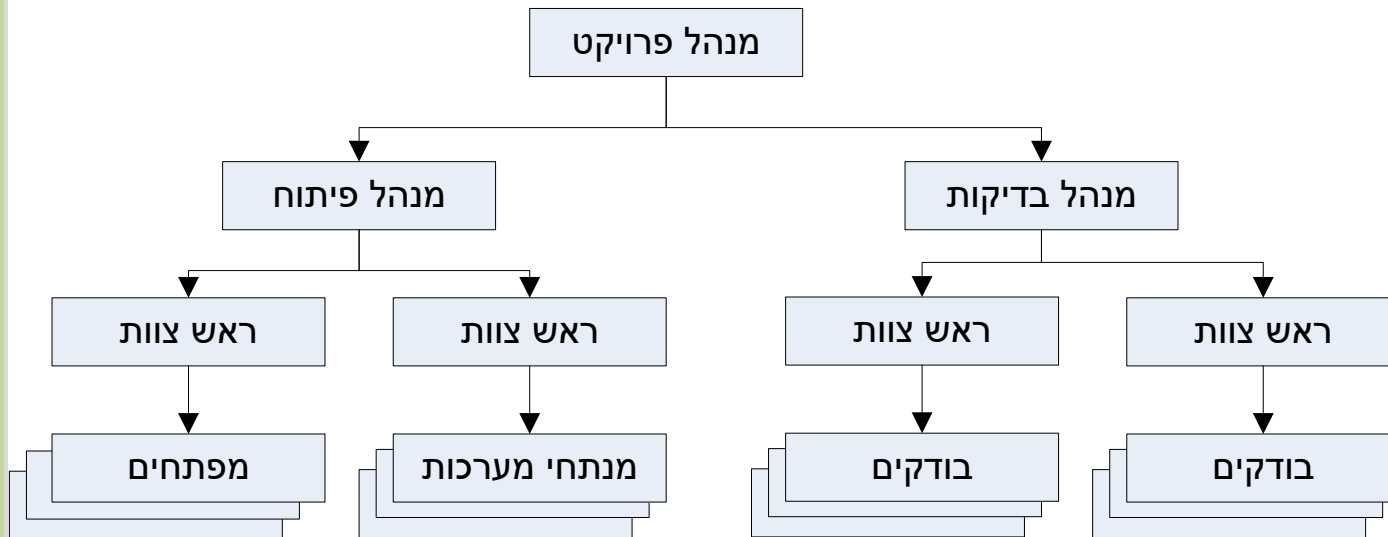 מנהל פרויקט
מנהל בדיקות
מנהל פיתוח
ראש צוות
ראש צוות
ראש צוות
ראש צוות
בודקים
בודקים
מנתחי מערכות
מפתחים